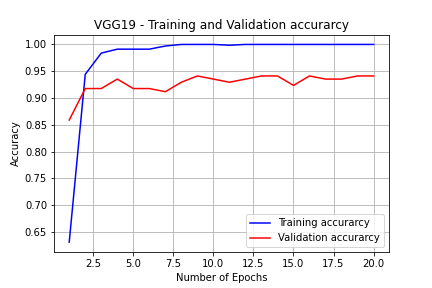 VGG19 - Training and Validation accurarcy
1.00
0.95
0.90
0.85
0.80
0.75
0.70
0.65
Accuracy
Training accurarcy
Validation accurarcy
2.5 5.0 7.5 10.0 12.5 15.0 17.5 20.0
Number of Epochs